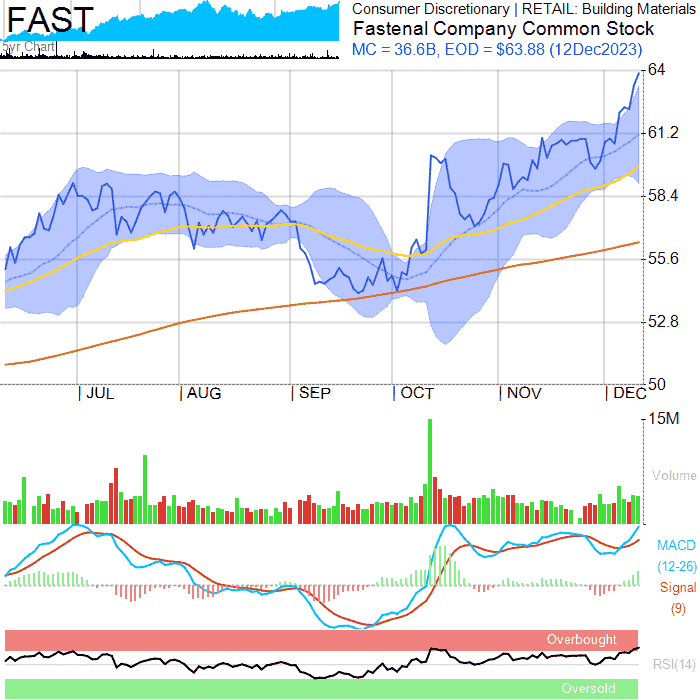 FAST
5yr Chart
Consumer Discretionary | RETAIL: Building Materials
Fastenal Company Common Stock
MC = 36.6B, EOD = $63.88 (12Dec2023)
64
61.2
58.4
55.6
52.8
50
|JUL |AUG |SEP |OCT |NOV |DEC
15M
Volume
MACD
(12-26)
Signal
(9)
Overbought
RSI(14)
Oversold